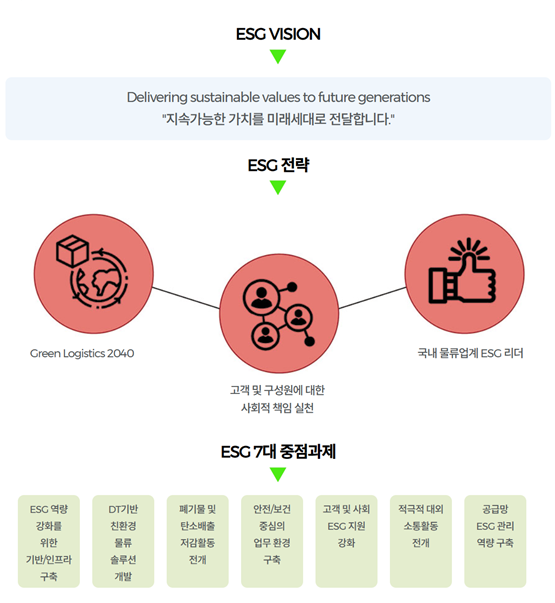 ESG VISION
Delivering sustainable values to future generations
"지속가능한 가치를 미래세대로 전달합니다."
ESG 전략
Green Logistics 2040
고객 및 구성원에 대한
사회적 책임 실천
국내 물류업계 ESG 리더
ESG 7대 중점과제
ESG 역량
강화를
위한
기반/인프라
구축
DT기반
친환경
물류
솔루션
개발
폐기물 및
탄소배출
저감활동
전개
안전/보건
중심의
업무 환경
구축
고객 및 사회
ESG 지원
강화
적극적 대외
소통활동
전개
공급망
ESG 관리
역량 구축